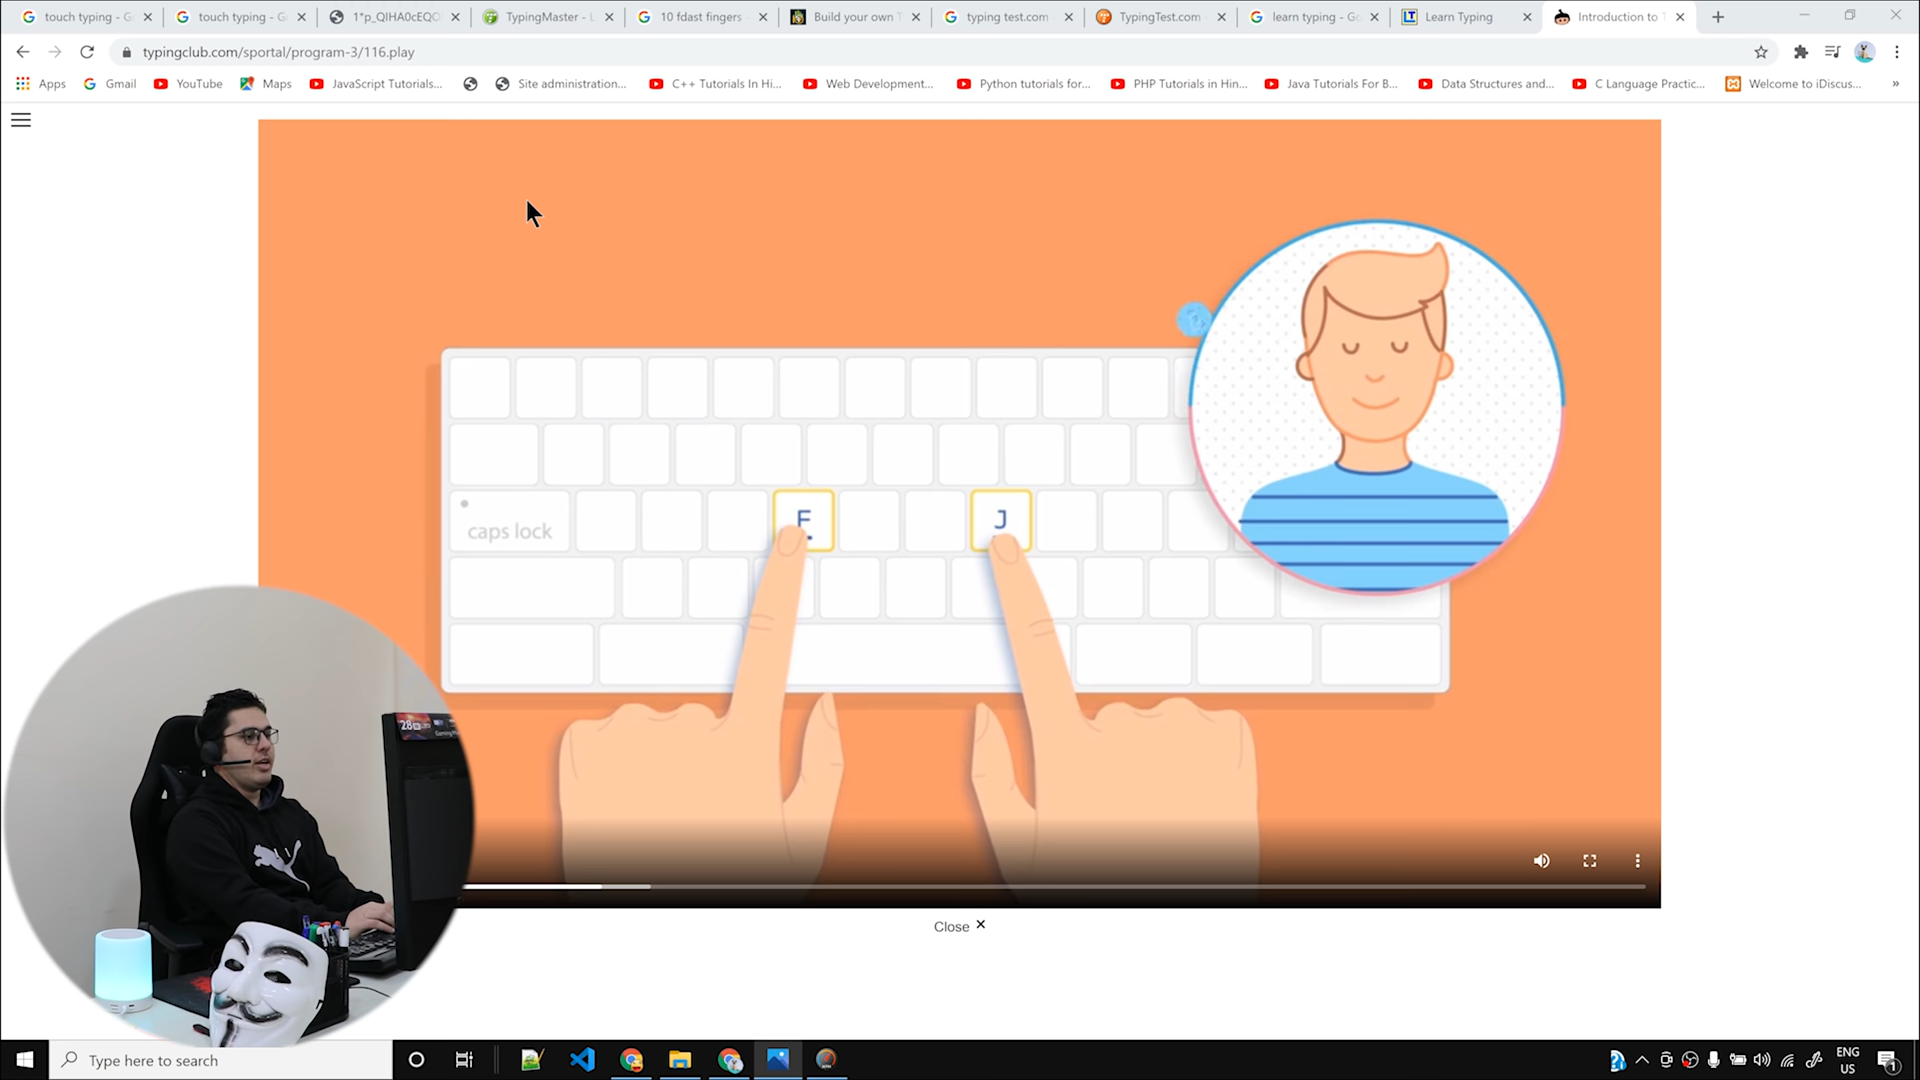 touch typing - G
touch typing - G
1*p_QIHA0cEQO
TypingMaster - L
10 fdast fingers
Build your own T
typing test.com
TypingTest.com
learn typing - Go
Learn Typing
Introduction to T
typingclub.com/sportal/program-3/116.play
Apps
Gmail
YouTube
Maps
JavaScript Tutorials...
Site administration...
C++ Tutorials In Hi...
Web Development...
Python tutorials for...
PHP Tutorials in Hin...
Java Tutorials For B...
Data Structures and...
C Language Practic...
Welcome to iDiscus...
F
J
caps lock
28
Close
Type here to search
ENG
US